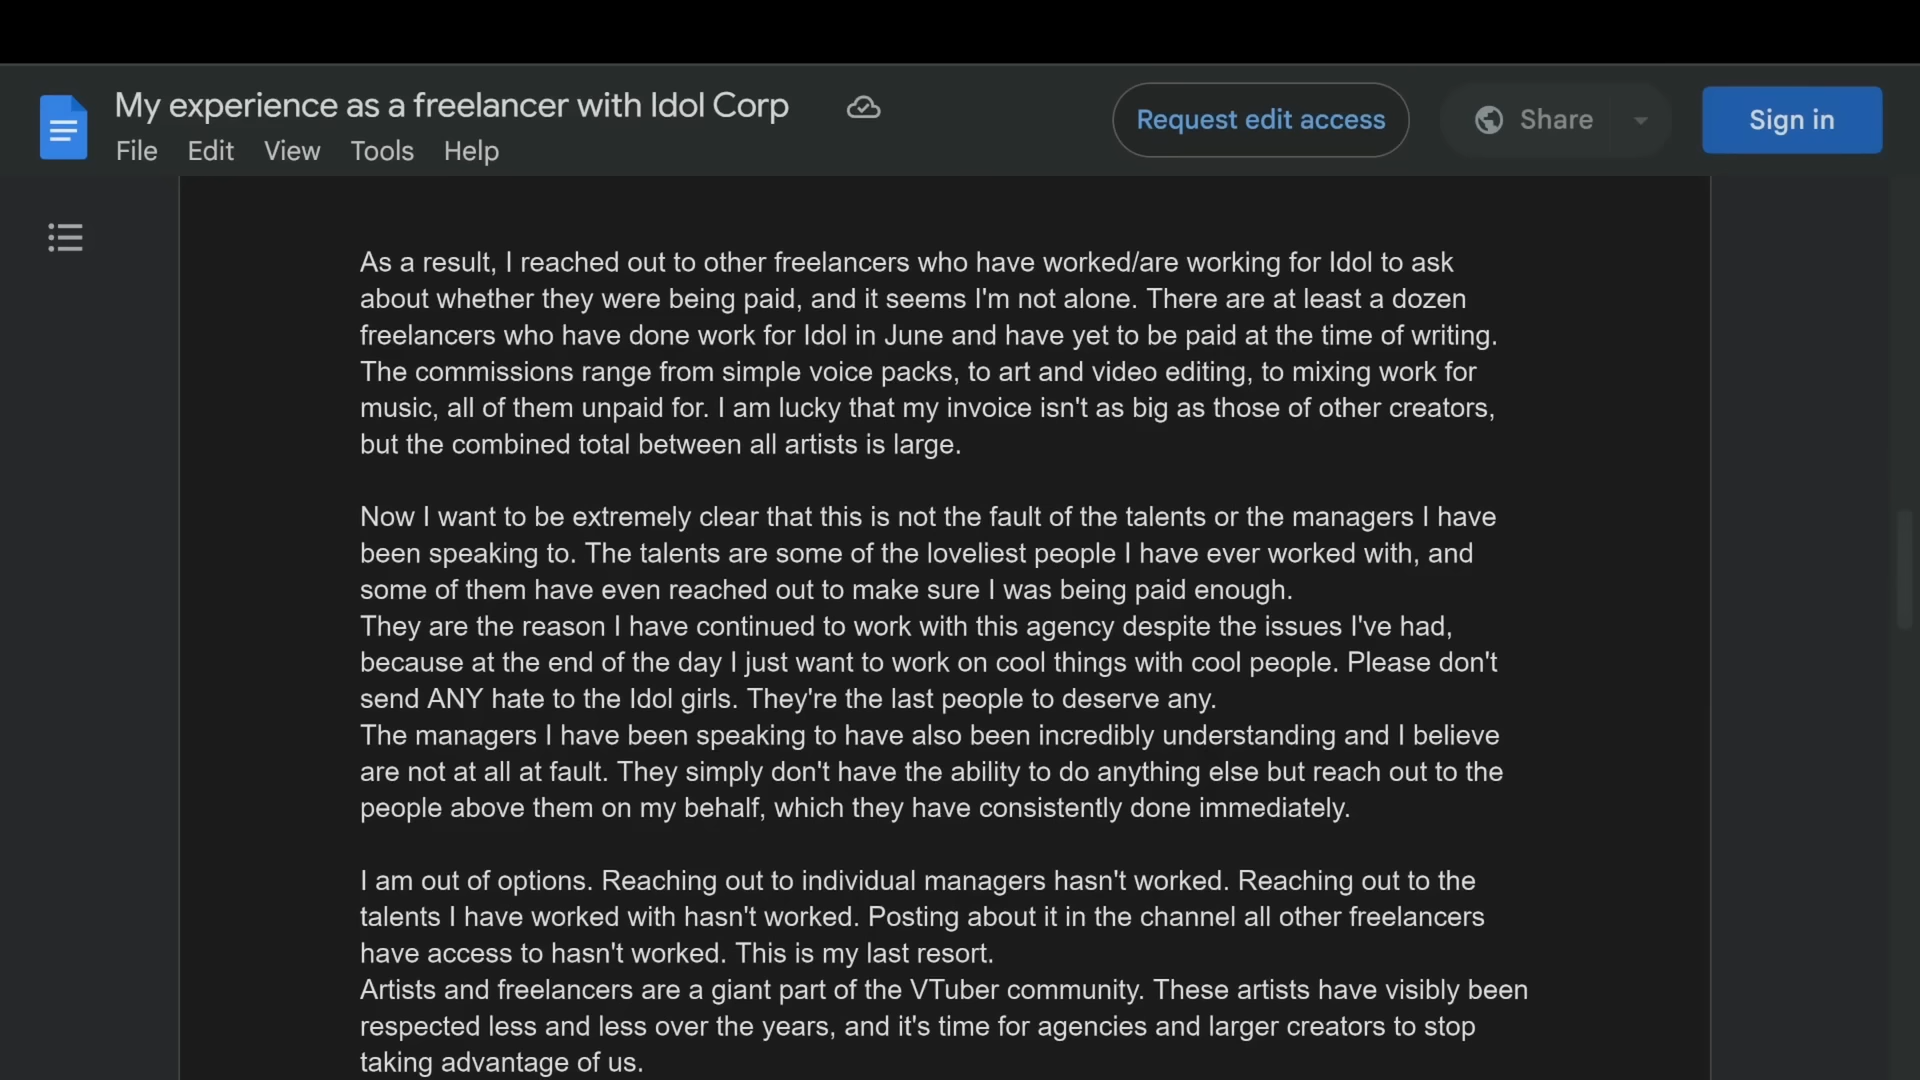 My experience as a freelancer with Idol Corp
File Edit View Tools Help
Request edit access
Share
Sign in
As a result, I reached out to other freelancers who have worked/are working for Idol to ask
about whether they were being paid, and it seems I'm not alone. There are at least a dozen
freelancers who have done work for Idol in June and have yet to be paid at the time of writing.
The commissions range from simple voice packs, to art and video editing, to mixing work for
music, all of them unpaid for. I am lucky that my invoice isn't as big as those of other creators,
but the combined total between all artists is large.
Now I want to be extremely clear that this is not the fault of the talents or the managers I have
been speaking to. The talents are some of the loveliest people I have ever worked with, and
some of them have even reached out to make sure I was being paid enough.
They are the reason I have continued to work with this agency despite the issues I've had,
because at the end of the day I just want to work on cool things with cool people. Please don't
send ANY hate to the Idol girls. They're the last people to deserve any.
The managers I have been speaking to have also been incredibly understanding and I believe
are not at all at fault. They simply don't have the ability to do anything else but reach out to the
people above them on my behalf, which they have consistently done immediately.
I am out of options. Reaching out to individual managers hasn't worked. Reaching out to the
talents I have worked with hasn't worked. Posting about it in the channel all other freelancers
have access to hasn't worked. This is my last resort.
Artists and freelancers are a giant part of the VTuber community. These artists have visibly been
respected less and less over the years, and it's time for agencies and larger creators to stop
taking advantage of us.